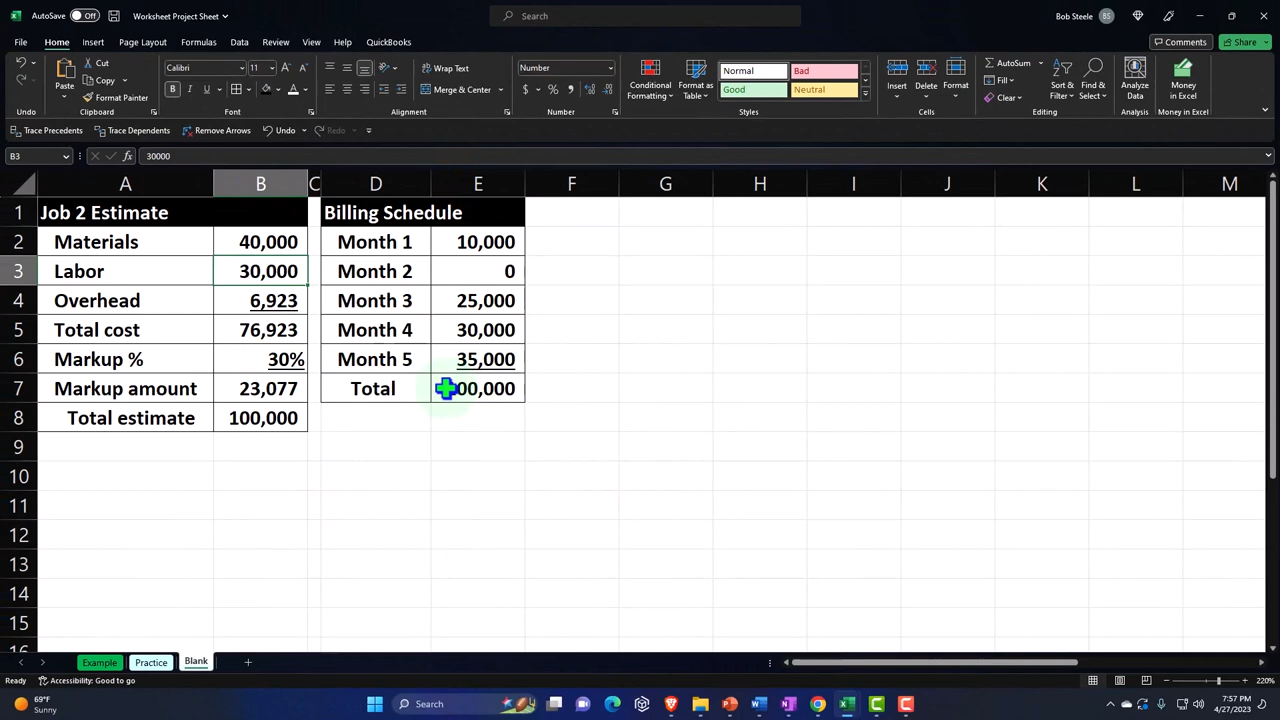 AutoSave Off Worksheet Project Sheet Search Bob Steele BS
File Home Insert Page Layout Formulas Data Review View Help QuickBooks Comments Share
Paste Cut Copy Format Painter Calibri 11 Wrap Text Merge & Center Number Conditional Formatting Format as Table Normal Bad Good Neutral Insert Delete Format AutoSum Fill Clear Sort & Filter Find & Select Analyze Data Money in Excel
Undo Clipboard Font Alignment Number Styles Cells Editing Analysis Money in Excel
Trace Precedents Trace Dependents Remove Arrows Undo Redo
B3 fx 30000
A B C D E F G H I J K L M
1 Job 2 Estimate Billing Schedule
2 Materials 40,000 Month 1 10,000
3 Labor 30,000 Month 2 0
4 Overhead 6,923 Month 3 25,000
5 Total cost 76,923 Month 4 30,000
6 Markup % 30% Month 5 35,000
7 Markup amount 23,077 Total 00,000
8 Total estimate 100,000
9
10
11
12
13
14
15
16
Example Practice Blank
Ready Accessibility: Good to go 220%
69°F Sunny Search 7:57 PM 4/27/2023